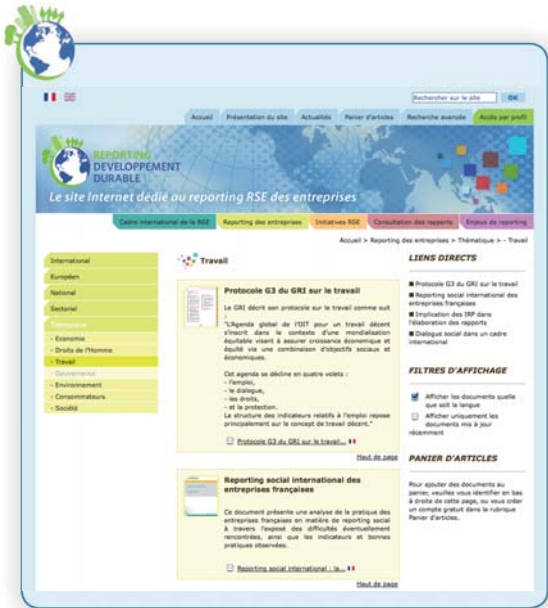 Rechercher sur le site
OK
Accueil
Présentation du site
Actualités
Panier d'articles
Recherche avancée
Accès par profil
REPORTING
DEVELOPPEMENT
DURABLE
Le site Internet dédié au reporting RSE des entreprises
Cadre international de la RSE
Reporting des entreprises
Initiatives RSE
Consultation des rapports
Enjeux de reporting
Accueil > Reporting des entreprises > Thématique > - Travail
International
Européen
National
Sectoriel
Thématique
- Economie
- Droits de l'Homme
- Travail
- Gouvernance
- Environnement
- Consommateurs
- Société
Travail
Protocole G3 du GRI sur le travail
Le GRI décrit son protocole sur le travail comme suit
:
"L'Agenda global de l'OIT pour un travail décent
s'inscrit dans le contexte d'une mondialisation
équitable visant à assurer croissance économique et
équité via une combinaison d'objectifs sociaux et
économiques.
Cet agenda se décline en quatre volets :
- l'emploi,
- le dialogue,
- les droits,
- et la protection.
La structure des indicateurs relatifs à l'emploi repose
principalement sur le concept de travail décent."
Protocole G3 du GRI sur le travail...
Haut de page
Reporting social international des
entreprises françaises
Ce document présente une analyse de la pratique des
entreprises françaises en matière de reporting social
à travers l'exposé des difficultés éventuellement
rencontrées, ainsi que les indicateurs et bonnes
pratiques observées.
Reporting social international : la...
Haut de page
LIENS DIRECTS
Protocole G3 du GRI sur le travail
Reporting social international des
entreprises françaises
Implication des IRP dans
l'élaboration des rapports
Dialogue social dans un cadre
international
FILTRES D'AFFICHAGE
Afficher les documents quelle
que soit la langue
Afficher uniquement les
documents mis à jour
récemment
PANIER D'ARTICLES
Pour ajouter des documents au
panier, veuillez vous identifier en bas
à droite de cette page, ou vous créer
un compte gratuit dans la rubrique
Panier d'articles.